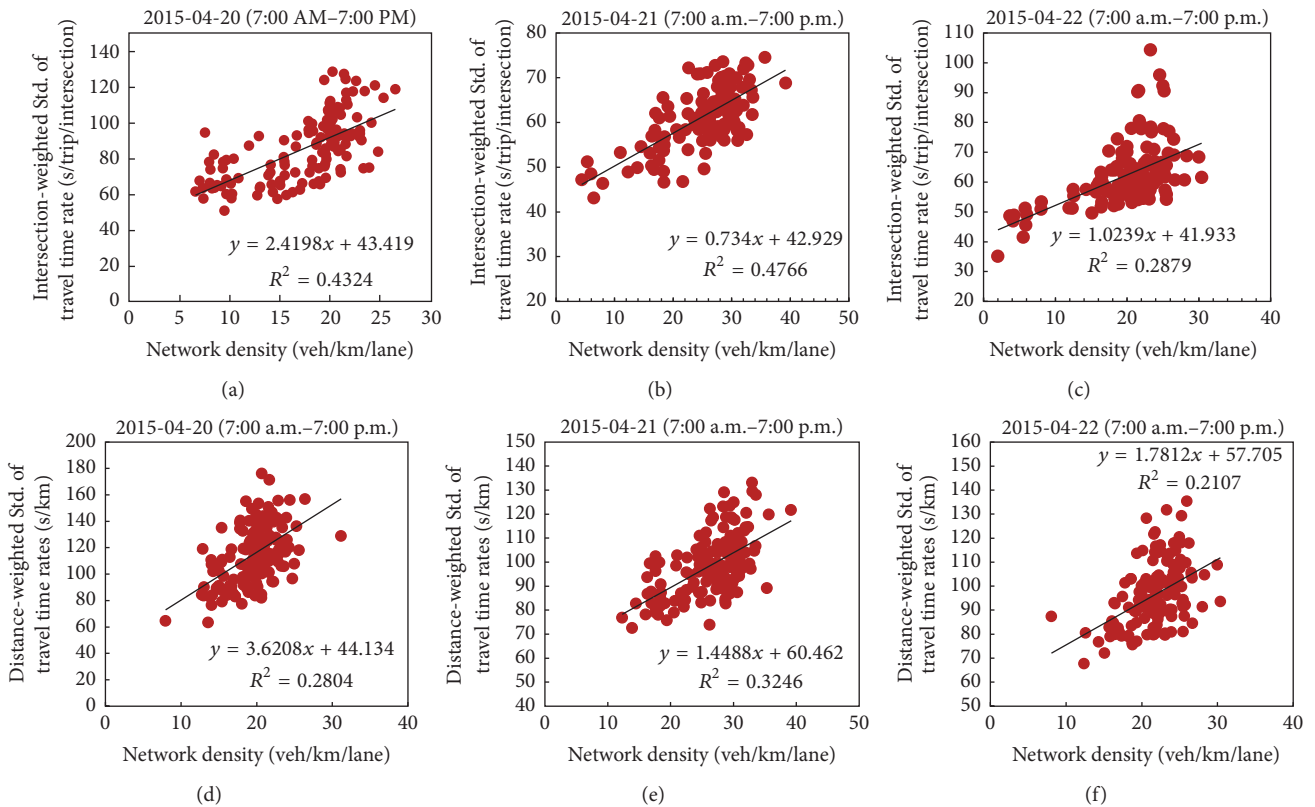 2015-04-20 (7:00 AM–7:00 PM)
Intersection-weighted Std. of
travel time rate (s/trip/intersection)
140
120
100
80
60
40
20
0
y = 2.4198x + 43.419
R² = 0.4324
0 5 10 15 20 25 30
Network density (veh/km/lane)
(a)
2015-04-21 (7:00 a.m.–7:00 p.m.)
Intersection-weighted Std. of
travel time rate (s/trip/intersection)
80
70
60
50
40
30
20
y = 0.734x + 42.929
R² = 0.4766
0 10 20 30 40 50
Network density (veh/km/lane)
(b)
2015-04-22 (7:00 a.m.–7:00 p.m.)
Intersection-weighted Std. of
travel time rate (s/trip/intersection)
110
100
90
80
70
60
50
40
30
20
y = 1.0239x + 41.933
R² = 0.2879
0 10 20 30 40
Network density (veh/km/lane)
(c)
2015-04-20 (7:00 a.m.–7:00 p.m.)
Distance-weighted Std. of
travel time rates (s/km)
200
180
160
140
120
100
80
60
40
20
0
y = 3.6208x + 44.134
R² = 0.2804
0 10 20 30 40
Network density (veh/km/lane)
(d)
2015-04-21 (7:00 a.m.–7:00 p.m.)
Distance-weighted Std. of
travel time rates (s/km)
150
140
130
120
110
100
90
80
70
60
50
y = 1.4488x + 60.462
R² = 0.3246
0 10 20 30 40 50
Network density (veh/km/lane)
(e)
2015-04-22 (7:00 a.m.–7:00 p.m.)
Distance-weighted Std. of
travel time rates (s/km)
160
150
140
130
120
110
100
90
80
70
60
50
y = 1.7812x + 57.705
R² = 0.2107
0 10 20 30 40
Network density (veh/km/lane)
(f)